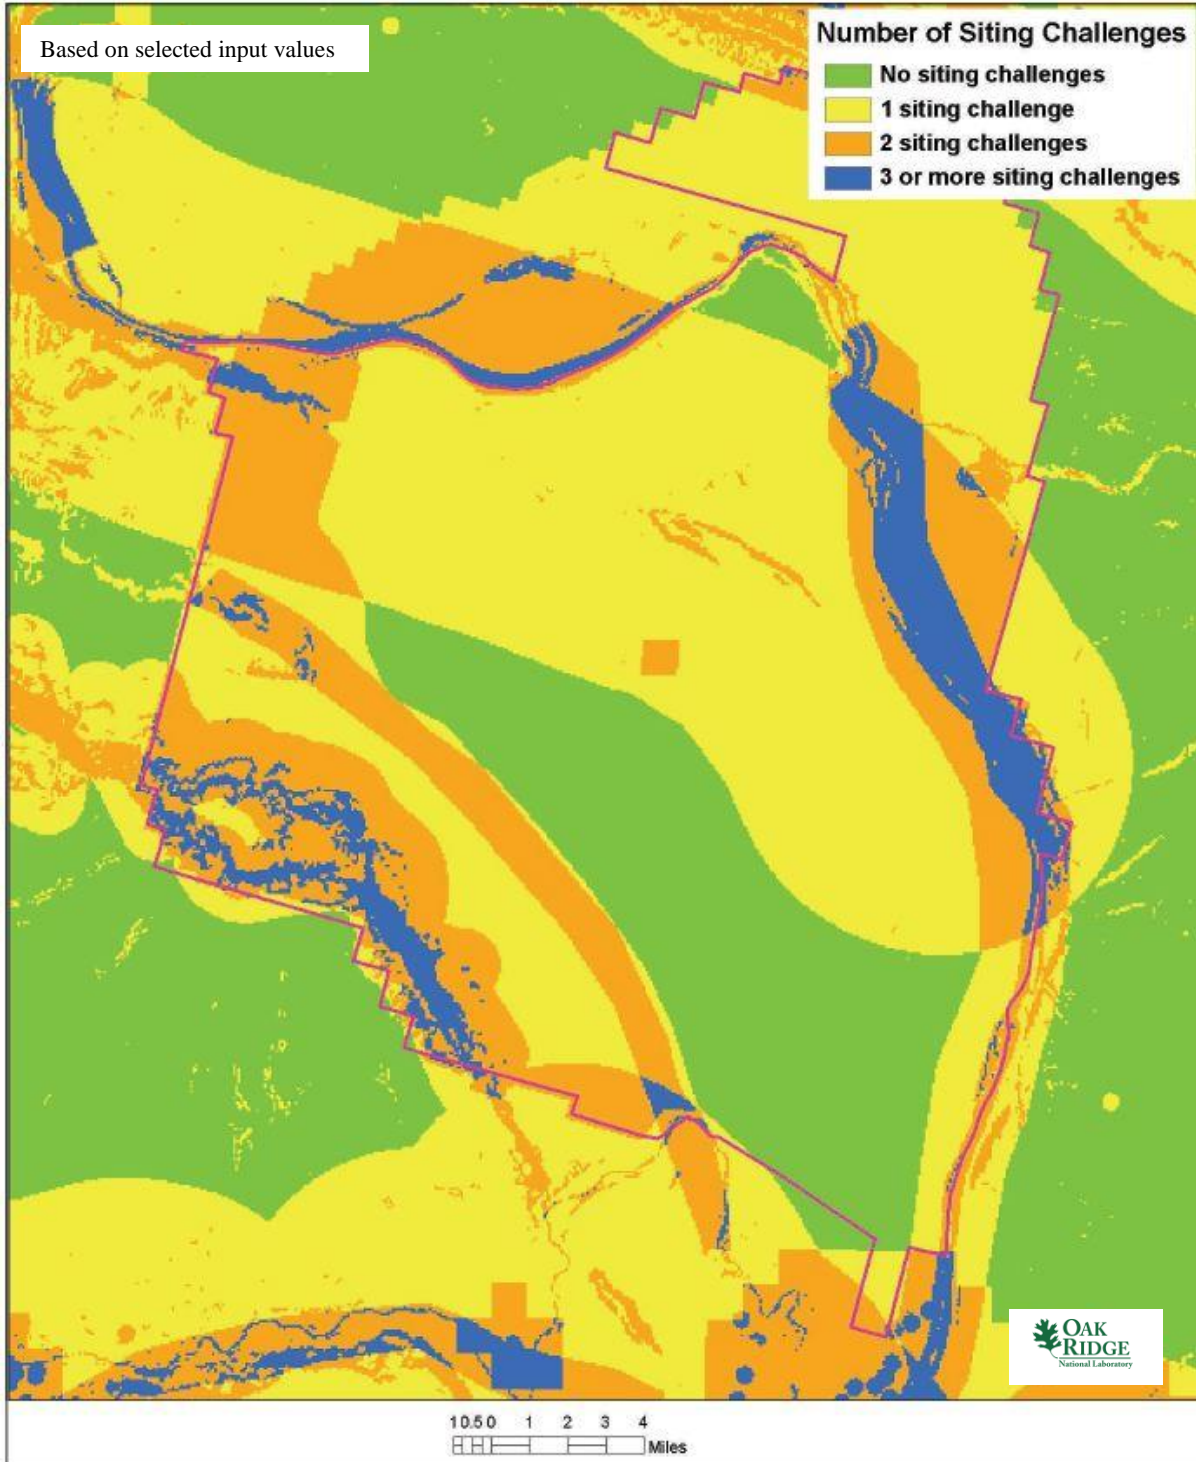 Based on selected input values
Number of Siting Challenges
No siting challenges
1 siting challenge
2 siting challenges
3 or more siting challenges
OAK
RIDGE
National Laboratory
1 0.5 0 1 2 3 4
Miles